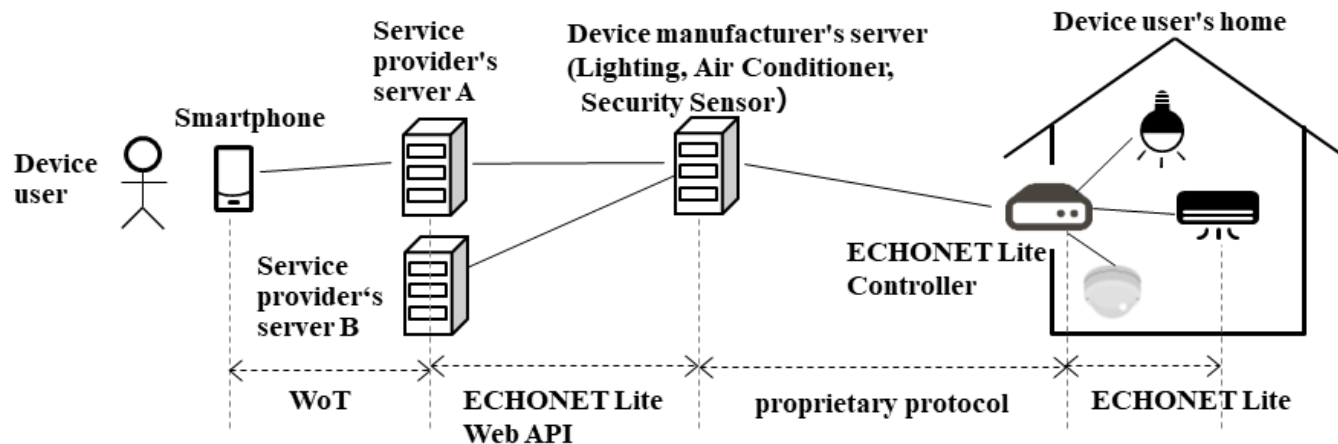 Device user's home
Service
provider's
server A
Device manufacturer's server
(Lighting, Air Conditioner,
Security Sensor）
Smartphone
Device
user
ECHONET Lite
Controller
Service
provider‘s
server B
WoT
ECHONET Lite
Web API
proprietary protocol
ECHONET Lite